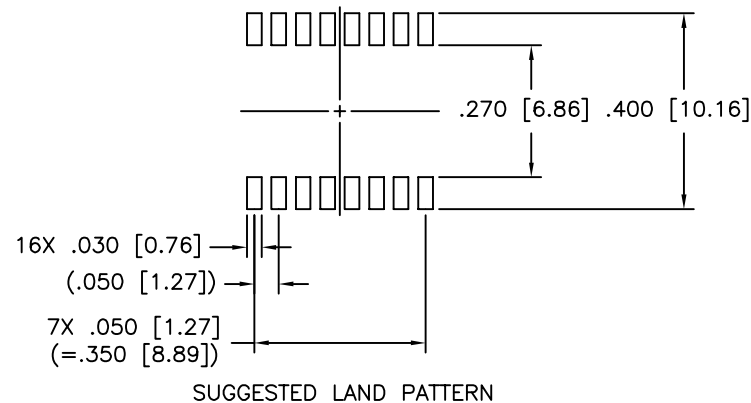 .270 [6.86] .400 [10.16]
16X .030 [0.76]
(.050 [1.27])
7X .050 [1.27]
(=.350 [8.89])
SUGGESTED LAND PATTERN